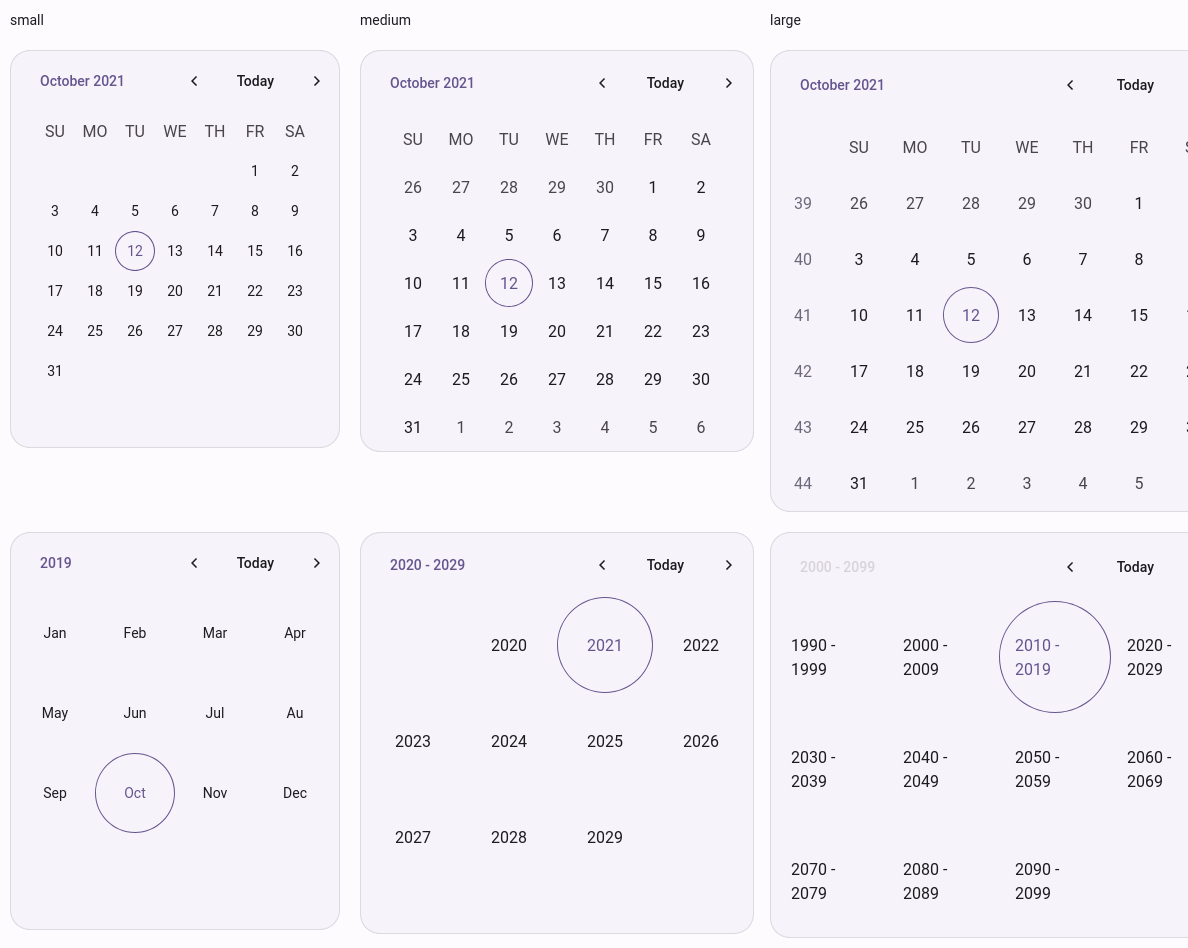 small
October 2021 Today
SU MO TU WE TH FR SA
1 2
3 4 5 6 7 8 9
10 11 12 13 14 15 16
17 18 19 20 21 22 23
24 25 26 27 28 29 30
31
medium
October 2021 Today
SU MO TU WE TH FR SA
26 27 28 29 30 1 2
3 4 5 6 7 8 9
10 11 12 13 14 15 16
17 18 19 20 21 22 23
24 25 26 27 28 29 30
31 1 2 3 4 5 6
large
October 2021 Today
SU MO TU WE TH FR
39 26 27 28 29 30 1
40 3 4 5 6 7 8
41 10 11 12 13 14 15
42 17 18 19 20 21 22
43 24 25 26 27 28 29
44 31 1 2 3 4 5
2019 Today
Jan Feb Mar Apr
May Jun Jul Au
Sep Oct Nov Dec
2020 - 2029 Today
2020 2021 2022
2023 2024 2025 2026
2027 2028 2029
2000 - 2099 Today
1990 - 2000 - 2010 - 2020 -
1999 2009 2019 2029
2030 - 2040 - 2050 - 2060 -
2039 2049 2059 2069
2070 - 2080 - 2090 -
2079 2089 2099